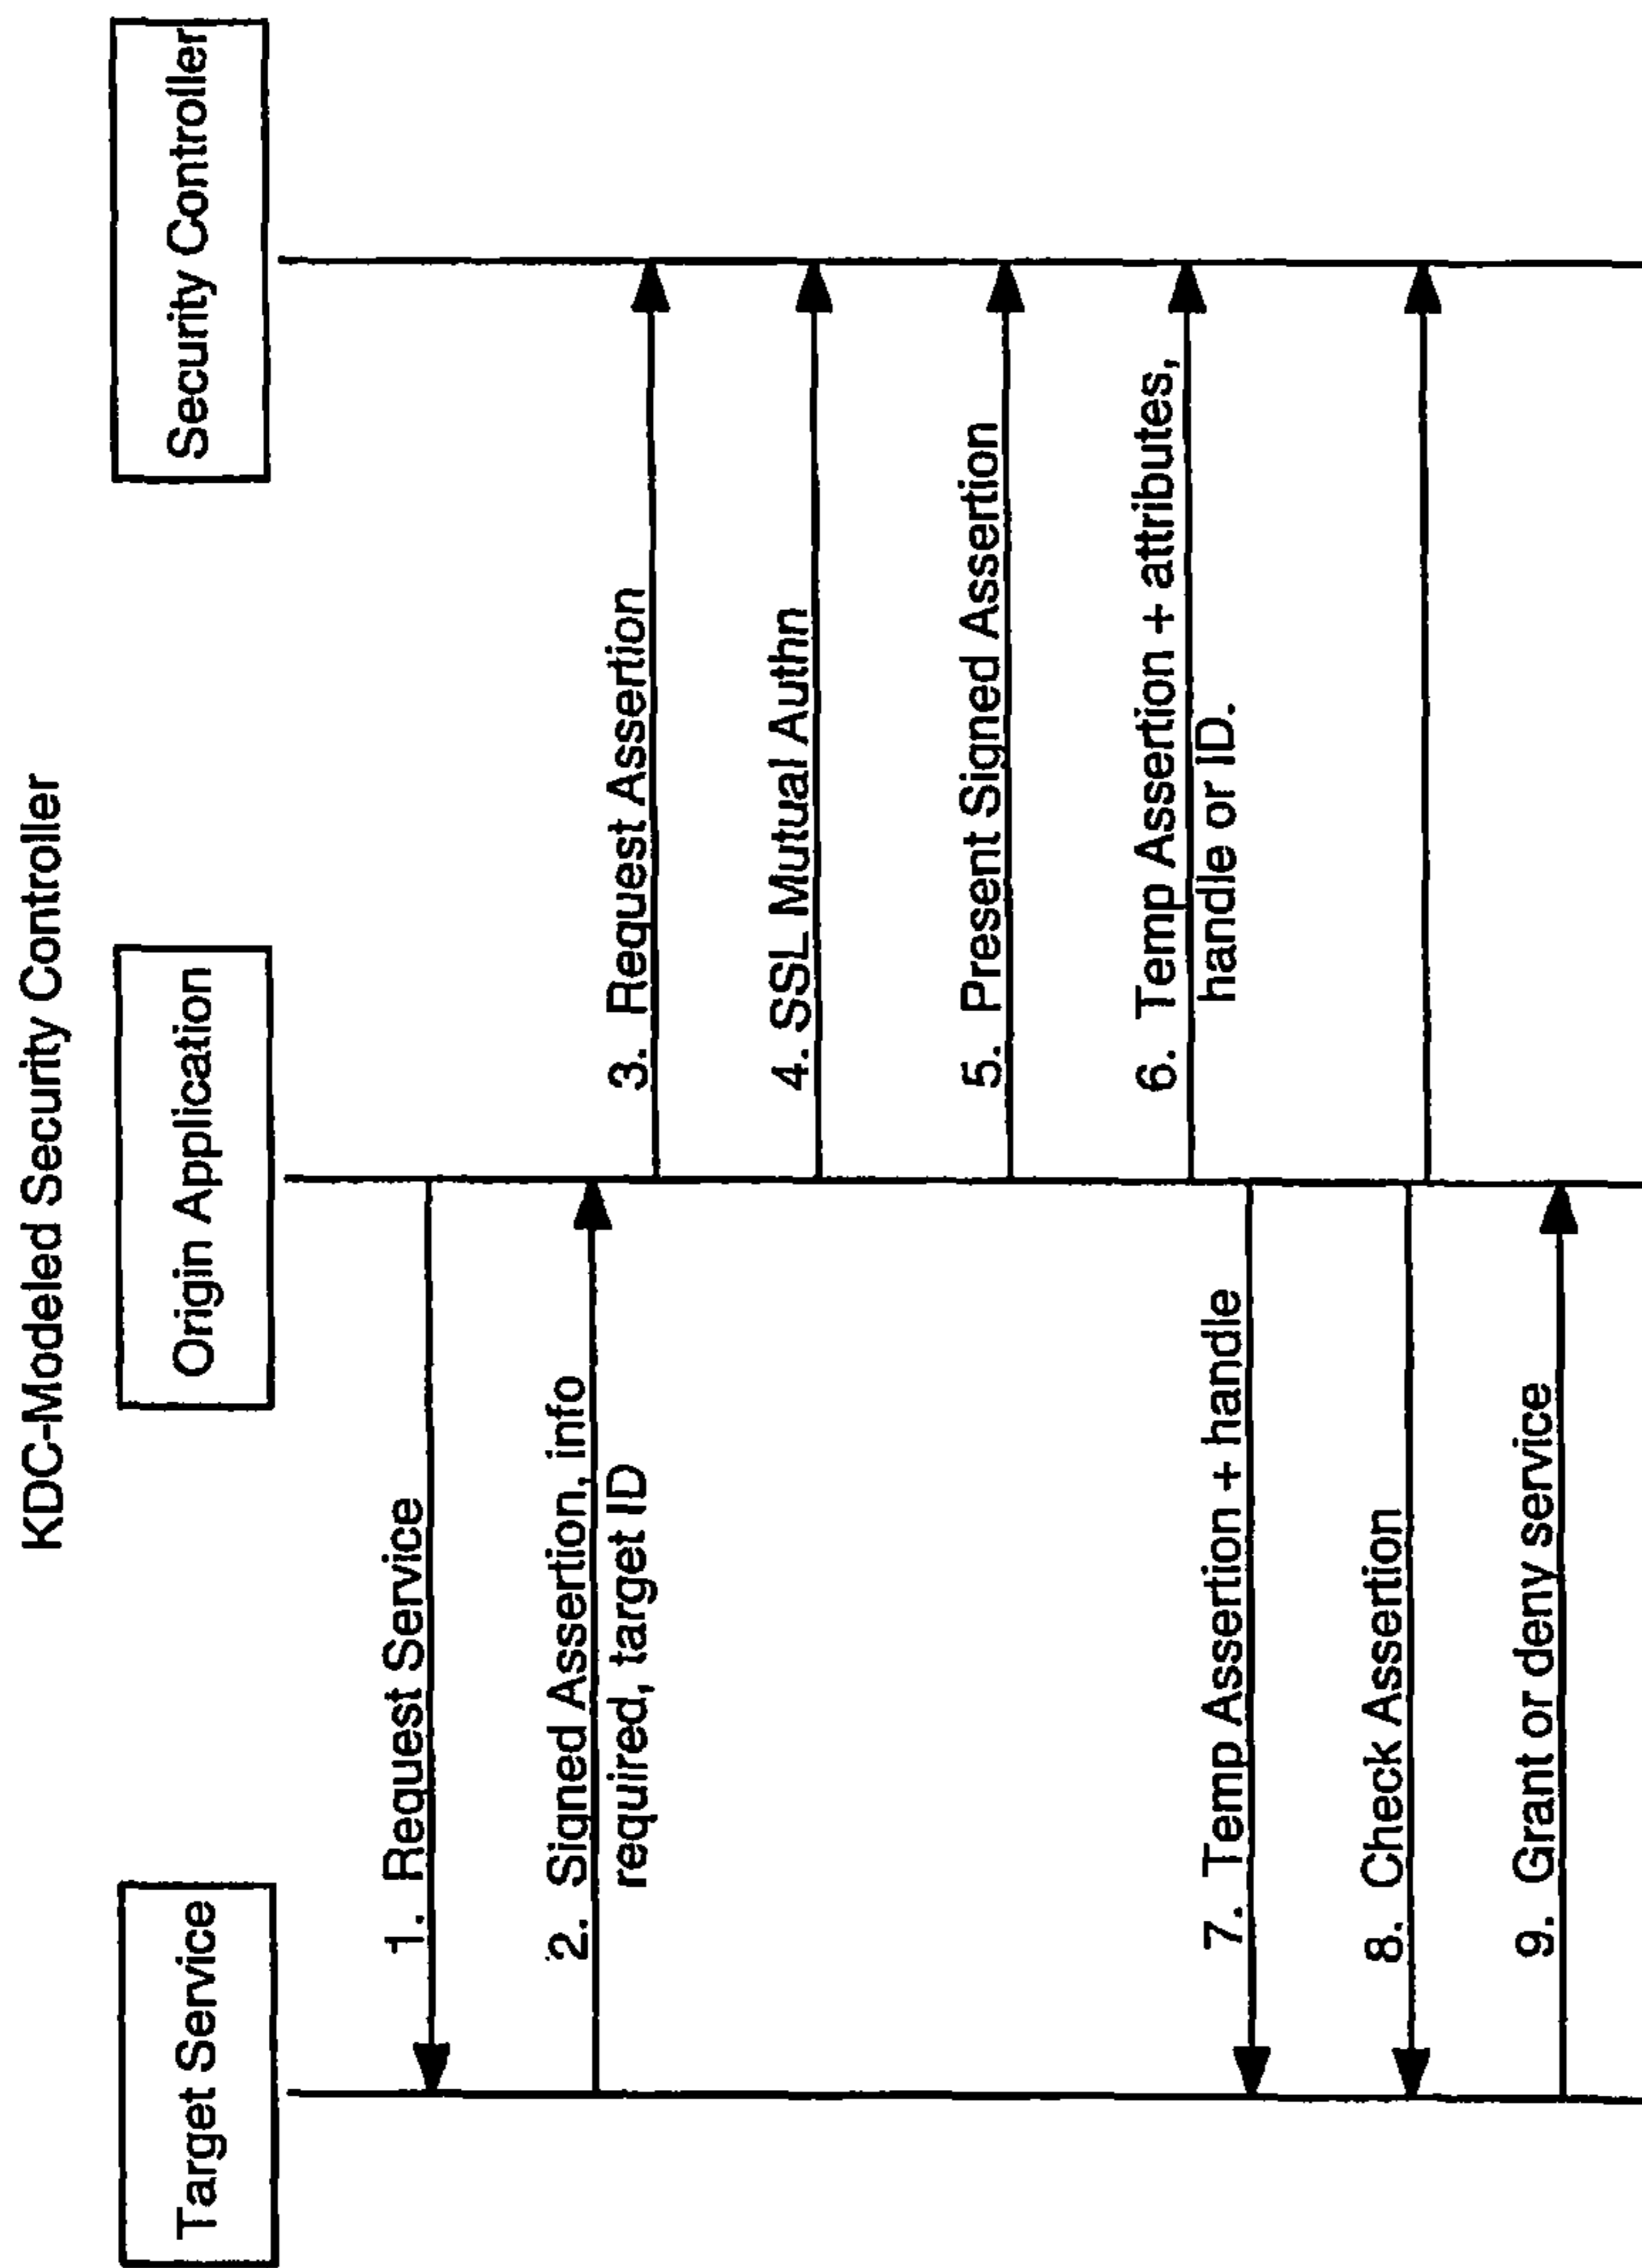 KDC-Modeled Security Controller
Target Service
Origin Application
Security Controller
1. Request Service
2. Signed Assertion, info
required, target ID
3. Request Assertion
4. SSL Mutual Authn
5. Present Signed Assertion
6. Temp Assertion + attributes,
handle or ID.
7. Temp Assertion + handle
8. Check Assertion
9. Grant or deny service